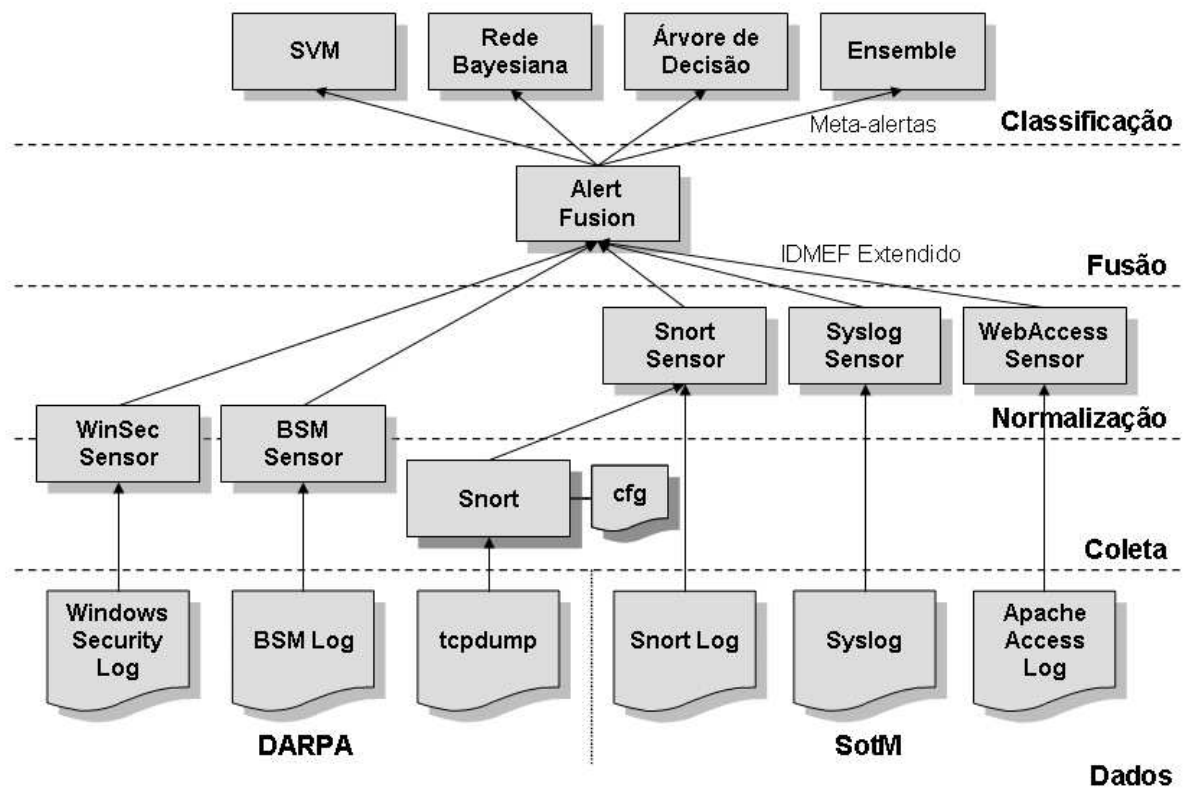 SVM
Rede
Bayesiana
Árvore de
Decisão
Ensemble
Meta-alertas
Classificação
Alert
Fusion
IDMEF Extendido
Fusão
Snort
Sensor
Syslog
Sensor
WebAccess
Sensor
WinSec
Sensor
BSM
Sensor
Normalização
Snort
cfg
Coleta
Windows
Security
Log
BSM Log
tcpdump
Snort Log
Syslog
Apache
Access
Log
DARPA
SotM
Dados